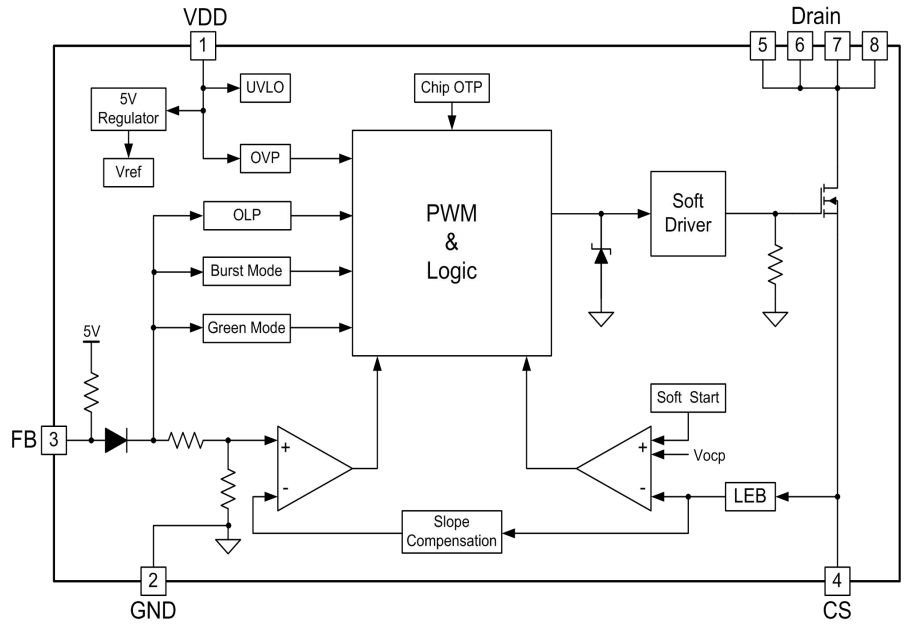 VDD
Drain
1
5
6
7
8
UVLO
Chip OTP
5V
Regulator
OVP
Vref
OLP
PWM
&
Logic
Soft
Driver
Burst Mode
Green Mode
5V
Soft Start
FB
3
+
+
Vocp
-
-
LEB
Slope
Compensation
2
4
GND
CS